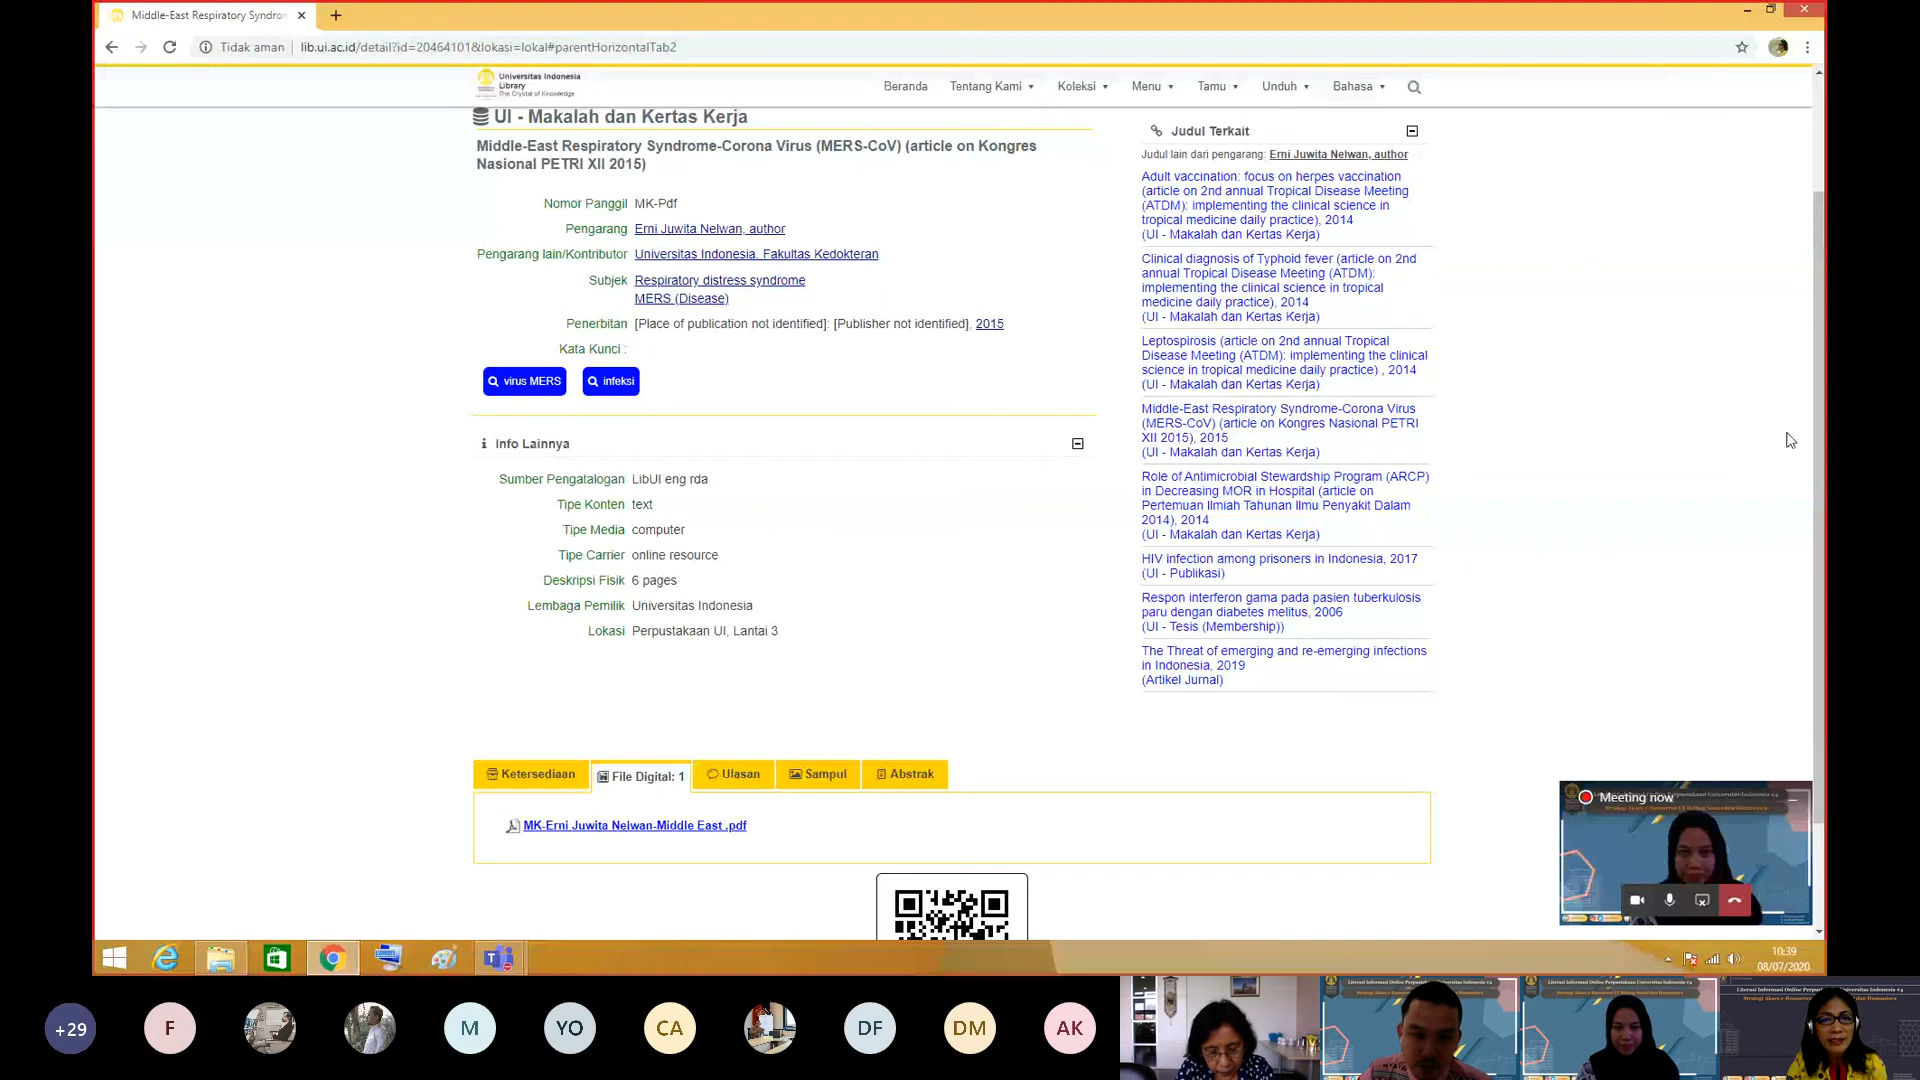 Middle-East Respiratory Syndro
Tidak aman
lib.ui.ac.id/detail?id=20464101&lokasi=lokal#parentHorizontalTab2
Universitas Indonesia
Library
The Crystal of Knowledge
Beranda
Tentang Kami
Koleksi
Menu
Tamu
Unduh
Bahasa
UI - Makalah dan Kertas Kerja
Middle-East Respiratory Syndrome-Corona Virus (MERS-CoV) (article on Kongres
Nasional PETRI XII 2015)
Nomor Panggil MK-Pdf
Pengarang Erni Juwita Nelwan, author
Pengarang lain/Kontributor Universitas Indonesia. Fakultas Kedokteran
Subjek Respiratory distress syndrome
MERS (Disease)
Penerbitan [Place of publication not identified]: [Publisher not identified], 2015
Kata Kunci :
virus MERS
infeksi
Info Lainnya
Sumber Pengatalogan LibUI eng rda
Tipe Konten text
Tipe Media computer
Tipe Carrier online resource
Deskripsi Fisik 6 pages
Lembaga Pemilik Universitas Indonesia
Lokasi Perpustakaan UI, Lantai 3
Judul Terkait
Judul lain dari pengarang: Erni Juwita Nelwan, author
Adult vaccination: focus on herpes vaccination
(article on 2nd annual Tropical Disease Meeting
(ATDM): implementing the clinical science in
tropical medicine daily practice), 2014
(UI - Makalah dan Kertas Kerja)
Clinical diagnosis of Typhoid fever (article on 2nd
annual Tropical Disease Meeting (ATDM):
implementing the clinical science in tropical
medicine daily practice), 2014
(UI - Makalah dan Kertas Kerja)
Leptospirosis (article on 2nd annual Tropical
Disease Meeting (ATDM): implementing the clinical
science in tropical medicine daily practice) , 2014
(UI - Makalah dan Kertas Kerja)
Middle-East Respiratory Syndrome-Corona Virus
(MERS-CoV) (article on Kongres Nasional PETRI
XII 2015), 2015
(UI - Makalah dan Kertas Kerja)
Role of Antimicrobial Stewardship Program (ARCP)
in Decreasing MOR in Hospital (article on
Pertemuan Ilmiah Tahunan Ilmu Penyakit Dalam
2014), 2014
(UI - Makalah dan Kertas Kerja)
HIV infection among prisoners in Indonesia, 2017
(UI - Publikasi)
Respon interferon gama pada pasien tuberkulosis
paru dengan diabetes melitus, 2006
(UI - Tesis (Membership))
The Threat of emerging and re-emerging infections
in Indonesia, 2019
(Artikel Jurnal)
Ketersediaan
File Digital: 1
Ulasan
Sampul
Abstrak
MK-Erni Juwita Nelwan-Middle East .pdf
Meeting now
10:39
08/07/2020
+29
F
M
YO
CA
DF
DM
AK